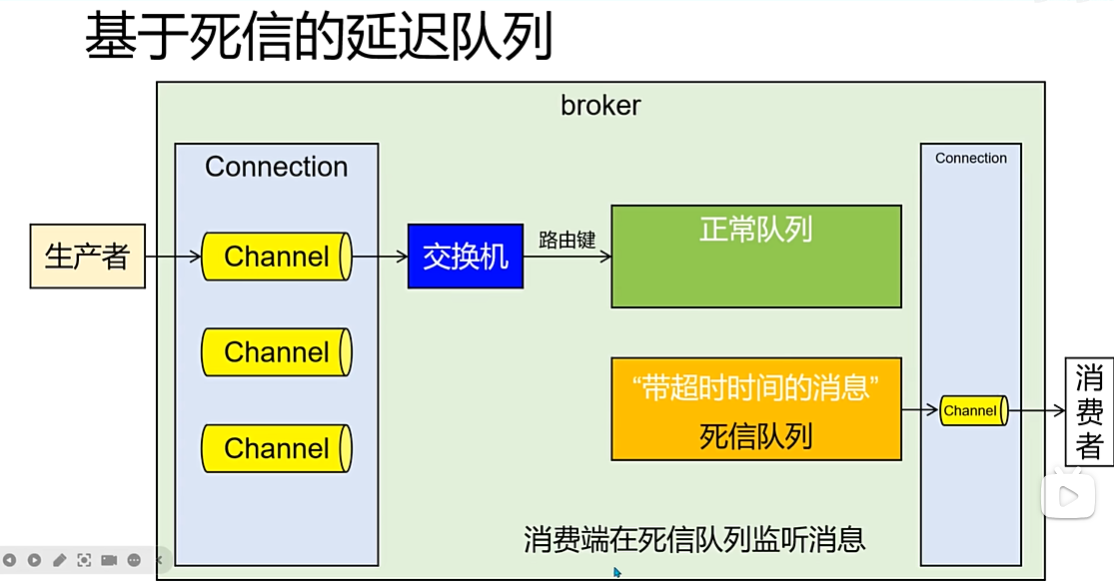 基于死信的延迟队列
broker
Connection
Connection
生产者
Channel
交换机
路由键
正常队列
Channel
Channel
“带超时时间的消息”
死信队列
Channel
消费者
消费端在死信队列监听消息